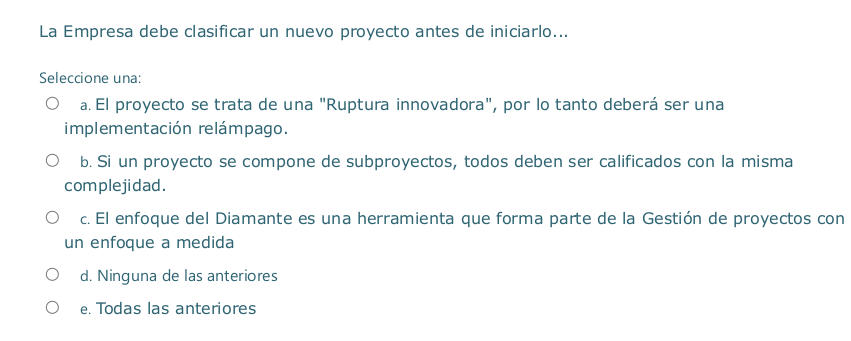 La Empresa debe clasificar un nuevo proyecto antes de iniciarlo...
Seleccione una:
a. El proyecto se trata de una "Ruptura innovadora", por lo tanto deberá ser una
implementación relámpago.
b. Si un proyecto se compone de subproyectos, todos deben ser calificados con la misma
complejidad.
c. El enfoque del Diamante es una herramienta que forma parte de la Gestión de proyectos con
un enfoque a medida
d. Ninguna de las anteriores
e. Todas las anteriores